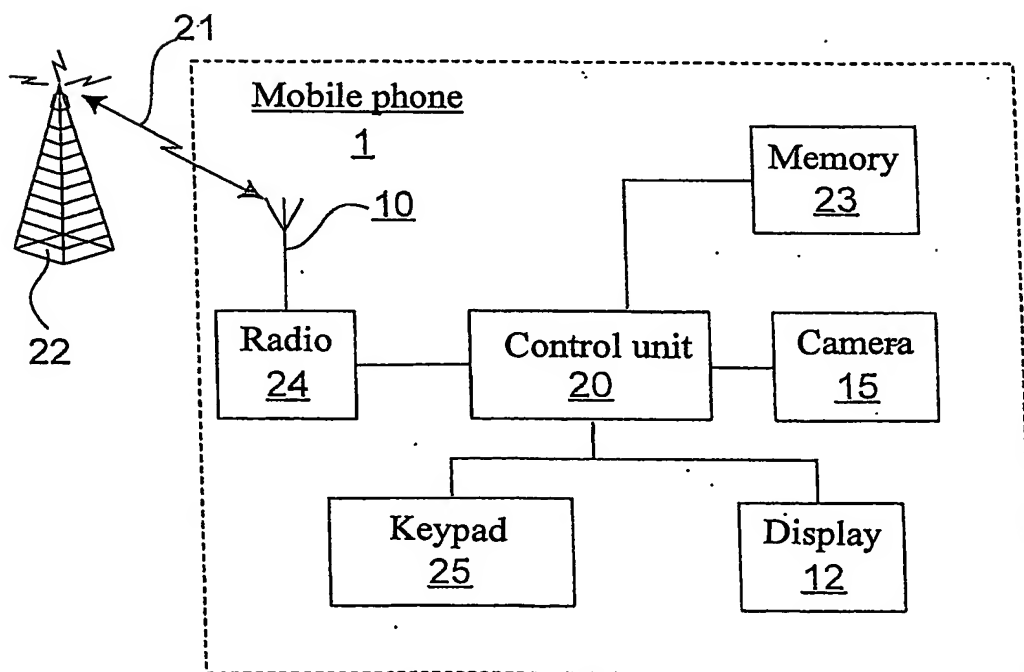 21
Mobile phone
1
Memory
23
10
22
Radio
24
Control unit
20
Camera
15
Keypad
25
Display
12